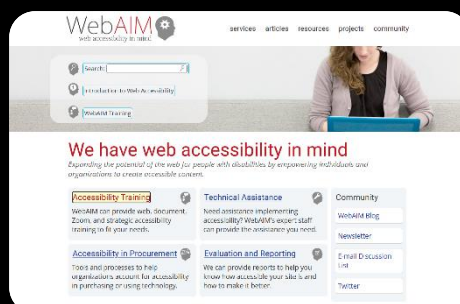 WebAIM
web accessibility in mind
services articles resources projects community
Search:
Introduction to Web Accessibility
WebAIM Training
We have web accessibility in mind
Expanding the potential of the web for people with disabilities by empowering individuals and
organizations to create accessible content.
Accessibility Training
WebAIM can provide web, document,
Zoom, and strategic accessibility
training to fit your needs.
Technical Assistance
Need assistance implementing
accessibility? WebAIM's expert staff
can provide the assistance you need.
Accessibility in Procurement
Tools and processes to help
organizations account for accessibility
in purchasing or using technology.
Evaluation and Reporting
We can provide reports to help you
know how accessible your site is and
how to make it better.
Community
WebAIM Blog
Newsletter
E-mail Discussion
List
Twitter